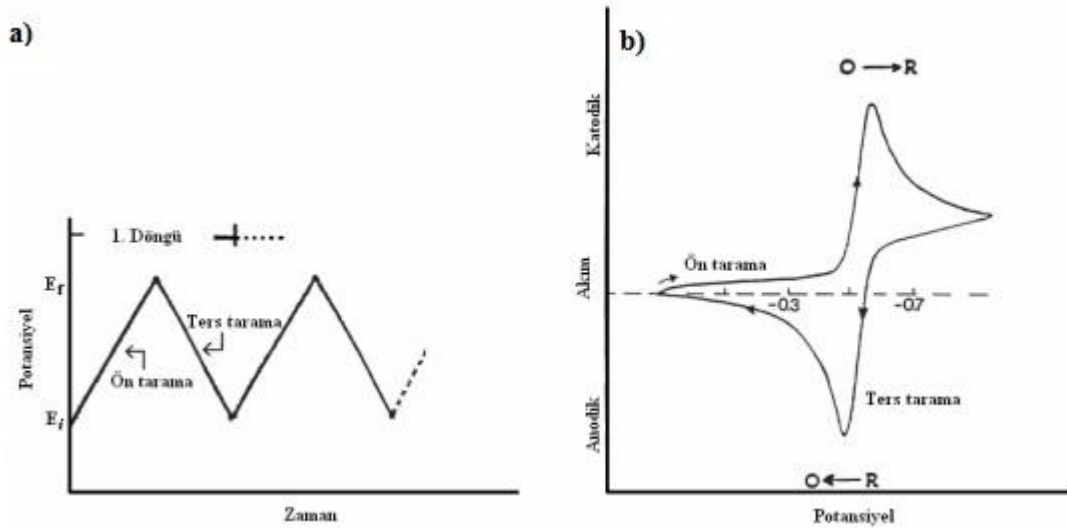 a)
1. Döngü
Ef
Ters tarama
Ön tarama
Ei
Potansiyel
Zaman
b)
O → R
Katodik
Akım
Anodik
Ön tarama
-0.3
-0.7
Ters tarama
O ← R
Potansiyel